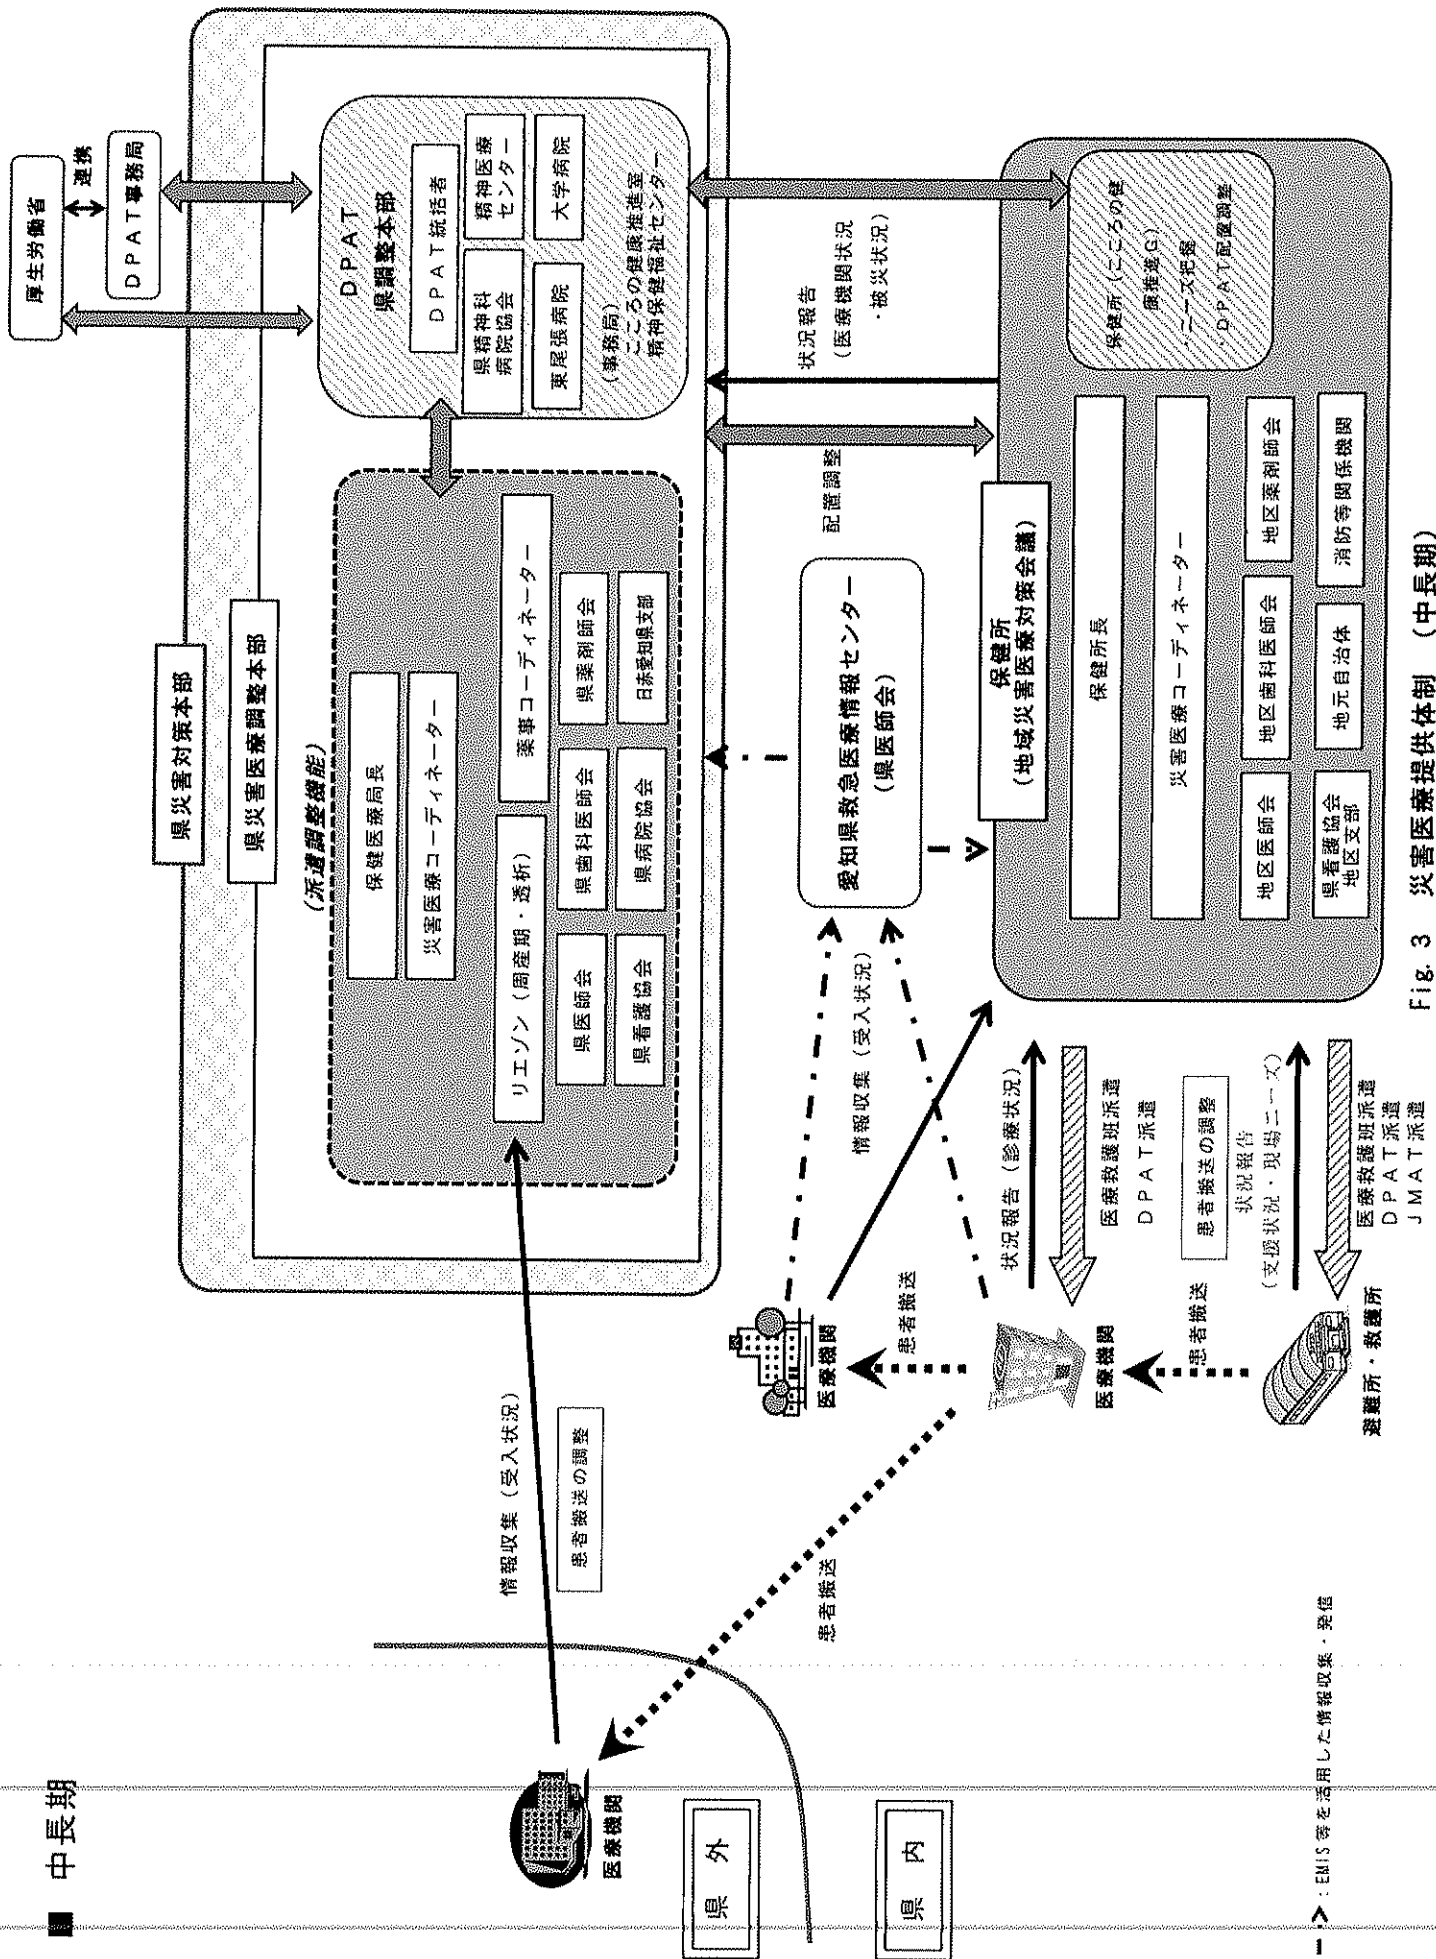 ■ 中長期
厚生労働省
連携
DPAT事務局
県災害対策本部
県災害医療調整本部
(派遣調整機能)
保健医療局長
災害医療コーディネーター
リエゾン（周産期・透析）
薬事コーディネーター
県医師会
県歯科医師会
県薬剤師会
県看護協会
県病院協会
日赤愛知県支部
DPAT
県調整本部
DPAT統括者
県精神科
病院協会
精神医療
センター
東尾張病院
大学病院
（事務局）
こころの健康推進室
精神保健福祉センター
情報収集（受入状況）
患者搬送の調整
医療機関
県外
県内
患者搬送
医療機関
患者搬送
医療機関
患者搬送
避難所・救護所
情報収集（受入状況）
愛知県救急医療情報センター
（県医師会）
配置調整
状況報告
（医療機関状況
・被災状況）
保健所
（地域災害医療対策会議）
保健所長
災害医療コーディネーター
地区医師会
地区歯科医師会
地区薬剤師会
県看護協会
地区支部
地元自治体
消防等関係機関
保健所（こころの健
康推進G）
・ニーズ把握
・DPAT配置調整
状況報告（診療状況）
医療救護班派遣
DPAT派遣
患者搬送の調整
状況報告
（支援状況・現場ニーズ）
医療救護班派遣
DPAT派遣
JMAT派遣
：EMIS等を活用した情報収集・発信
Fig. 3 災害医療提供体制 （中長期）